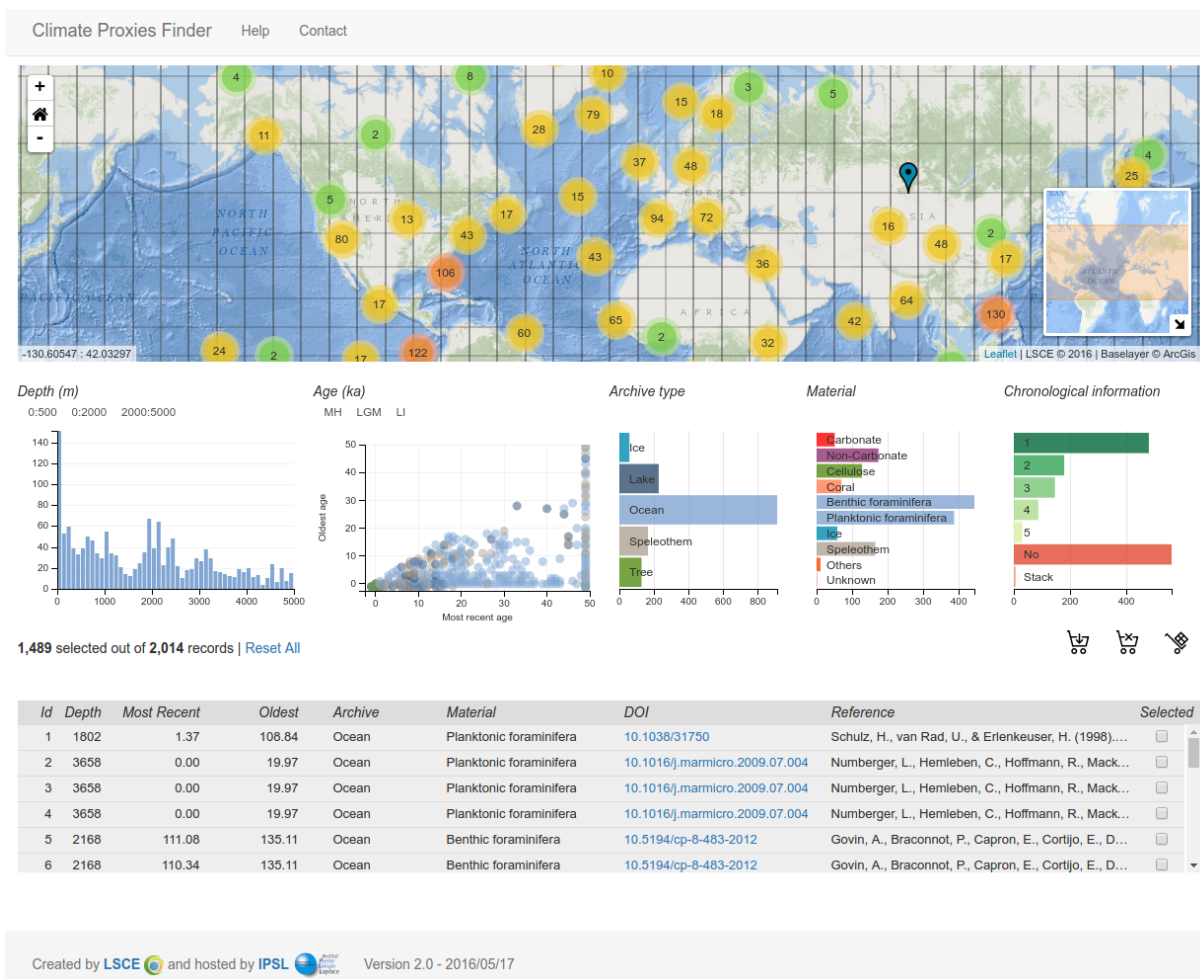 Climate Proxies Finder Help Contact
+
-
4 8 10 3 5
11 2 28 79 15 18 4
37 48 25
5 NORTH AMERI 13 17 15 EUROPE
NORTH PACIFIC OCEAN
80 43 94 72 16 SIA 48 2
NORTH ATLANTIC OCEAN 43 36 17
106
PACIFIC OCEAN 17 65 AFRICA 42 64 130
60 2 32
24 2 17 122
ATLANTIC OCEAN
-130.60547 : 42.03297
Leaflet | LSCE © 2016 | Baselayer © ArcGis
Depth (m) Age (ka) Archive type Material Chronological information
0:500 0:2000 2000:5000 MH LGM LI
140
120
100
80
60
40
20
0
0 1000 2000 3000 4000 5000
Oldest age
50
40
30
20
10
0
0 10 20 30 40 50
Most recent age
Ice
Lake
Ocean
Speleothem
Tree
0 200 400 600 800
Carbonate
Non-Carbonate
Cellulose
Coral
Benthic foraminifera
Planktonic foraminifera
Ice
Speleothem
Others
Unknown
0 100 200 300 400
1
2
3
4
5
No
Stack
0 200 400
1,489 selected out of 2,014 records | Reset All
Id Depth Most Recent Oldest Archive Material DOI Reference Selected
1 1802 1.37 108.84 Ocean Planktonic foraminifera 10.1038/31750 Schulz, H., van Rad, U., & Erlenkeuser, H. (1998)....
2 3658 0.00 19.97 Ocean Planktonic foraminifera 10.1016/j.marmicro.2009.07.004 Numberger, L., Hemleben, C., Hoffmann, R., Mack...
3 3658 0.00 19.97 Ocean Planktonic foraminifera 10.1016/j.marmicro.2009.07.004 Numberger, L., Hemleben, C., Hoffmann, R., Mack...
4 3658 0.00 19.97 Ocean Planktonic foraminifera 10.1016/j.marmicro.2009.07.004 Numberger, L., Hemleben, C., Hoffmann, R., Mack...
5 2168 111.08 135.11 Ocean Benthic foraminifera 10.5194/cp-8-483-2012 Govin, A., Braconnot, P., Capron, E., Cortijo, E., D...
6 2168 110.34 135.11 Ocean Benthic foraminifera 10.5194/cp-8-483-2012 Govin, A., Braconnot, P., Capron, E., Cortijo, E., D...
Created by LSCE and hosted by IPSL Institut Pierre Simon Laplace Version 2.0 - 2016/05/17